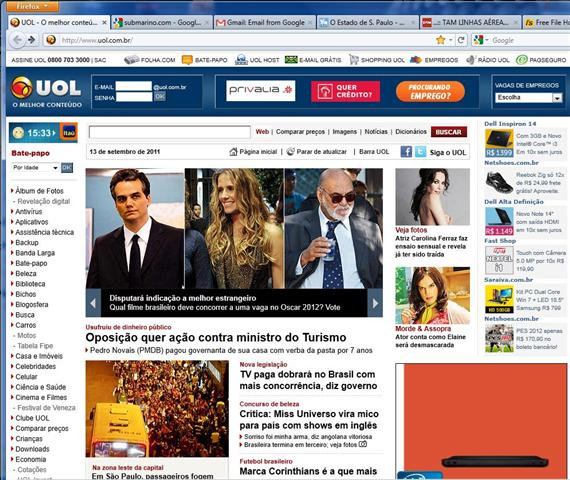 Firefox
UOL - O melhor conteú...
submarino.com - Googl...
Gmail: Email from Google
O Estado de S. Paulo - ...
...:: TAM LINHAS AÉREA...
Free File Ho
http://www.uol.com.br/
Google
ASSINE UOL 0800 703 3000 | SAC
FOLHA.COM
BATE-PAPO
UOL HOST
E-MAIL GRÁTIS
SHOPPING UOL
EMPREGOS
RÁDIO UOL
PAGSEGURO
UOL
O MELHOR CONTEÚDO
E-MAIL
@uol.com.br
SENHA
OK
PRIVALIA
QUER CRÉDITO?
PROCURANDO EMPREGO?
VAGAS DE EMPREGOS
Escolha
15:33
Itaú
Web | Comparar preços | Imagens | Notícias | Dicionários
BUSCAR
13 de setembro de 2011
Página inicial
Parar de atualizar
Barra UOL
Siga o UOL
Bate-papo
Por Idade
OK
Álbum de Fotos
- Revelação digital
Antivírus
Aplicativos
Assistência técnica
Backup
Banda Larga
Bate-papo
Beleza
Biblioteca
Bichos
Blogosfera
Busca
Carros
- Motos
- Tabela Fipe
Casa e Imóveis
Celebridades
Celular
Ciência e Saúde
Cinema e Filmes
- Festival de Veneza
Clube UOL
Comparar preços
Crianças
Downloads
Economia
- Cotações
Disputará indicação a melhor estrangeiro
Qual filme brasileiro deve concorrer a uma vaga no Oscar 2012? Vote
Usufruiu de dinheiro público
Oposição quer ação contra ministro do Turismo
Pedro Novais (PMDB) pagou governanta de sua casa com verba da pasta por 7 anos
Na zona leste da capital
Em São Paulo, passageiros fogem
Nova legislação
TV paga dobrará no Brasil com
mais concorrência, diz governo
Concurso de beleza
Crítica: Miss Universo vira mico
para país com shows em inglês
Sorriso foi minha arma, diz angolana vitoriosa
Brasileira termina em terceiro; veja fotos
Futebol brasileiro
Marca Corinthians é a que mais
Veja fotos
Atriz Carolina Ferraz faz
ensaio sensual e revela
já ter sido traída
Morde & Assopra
Ator conta como Elaine
será desmascarada
Dell Inspiron 14
R$ 1399
Com 3GB e Novo
Intel® Core™ i3
Em 10x sem juros
Netshoes.com.br
Reebok Zig só 12x
de R$ 24,99 frete
grátis! Aproveite.
Dell Alta Definição
R$ 1.149
Novo Note 14"
com saída HDMI
em 10x sem juros
Fast Shop
NEXTEL
i1
Touch com Câmera
5.0 MP por 10x R$
119,90
Saraiva.com.br
Kit PC Dual Core
Win 7 + LED 18.5"
Samsung R$ 799
Netshoes.com.br
PES 2012 apenas
R$ 170,90 no
boleto bancário!